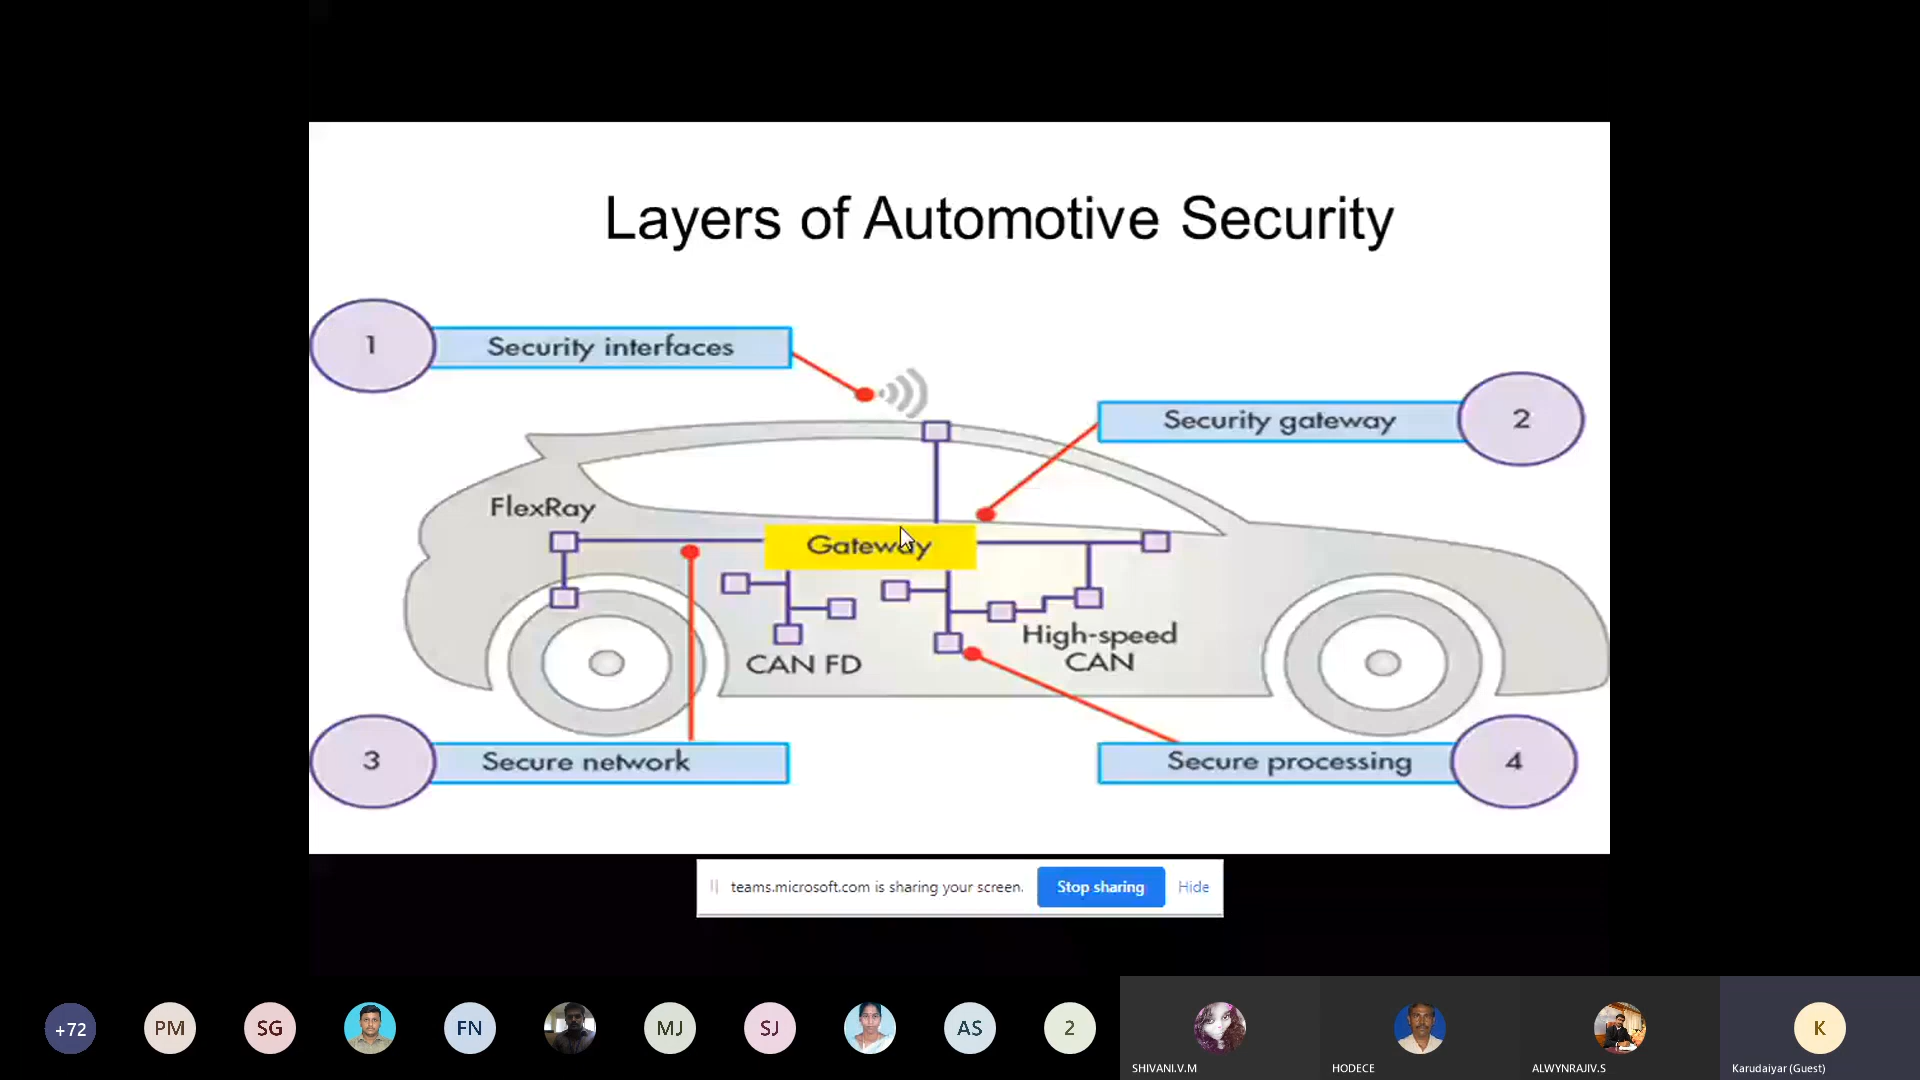 Layers of Automotive Security
1
Security interfaces
Security gateway
2
FlexRay
Gateway
CAN FD
High-speed
CAN
3
Secure network
Secure processing
4
teams.microsoft.com is sharing your screen.
Stop sharing
Hide
+72
PM
SG
FN
MJ
SJ
AS
2
K
SHIVANI.V.M
HODECE
ALWYNRAJIV.S
Karudaiyar (Guest)